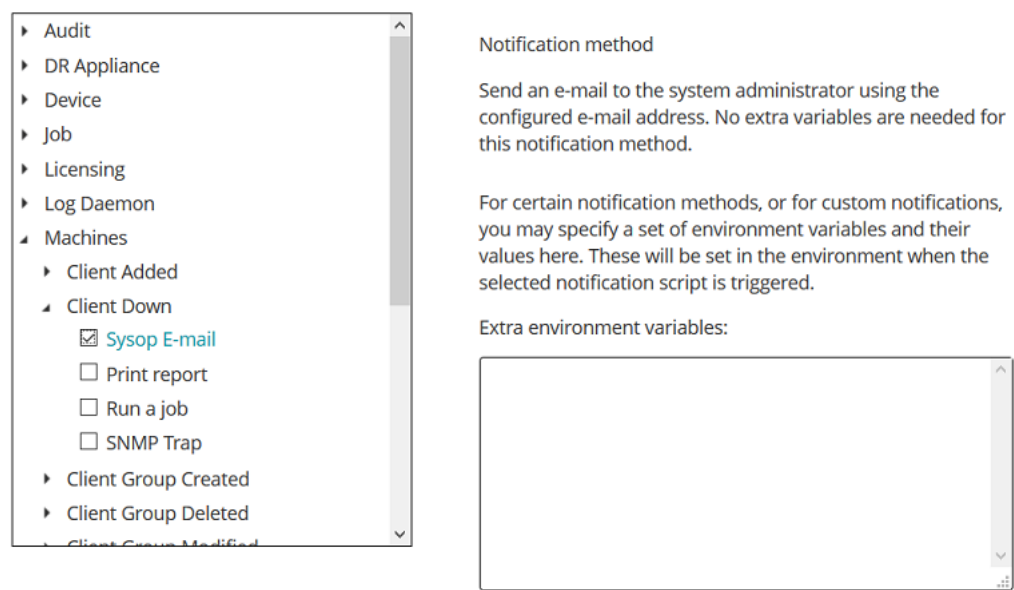 Audit
DR Appliance
Device
Job
Licensing
Log Daemon
Machines
Client Added
Client Down
Sysop E-mail
Print report
Run a job
SNMP Trap
Client Group Created
Client Group Deleted
Client Group Modified
Notification method
Send an e-mail to the system administrator using the
configured e-mail address. No extra variables are needed for
this notification method.
For certain notification methods, or for custom notifications,
you may specify a set of environment variables and their
values here. These will be set in the environment when the
selected notification script is triggered.
Extra environment variables: